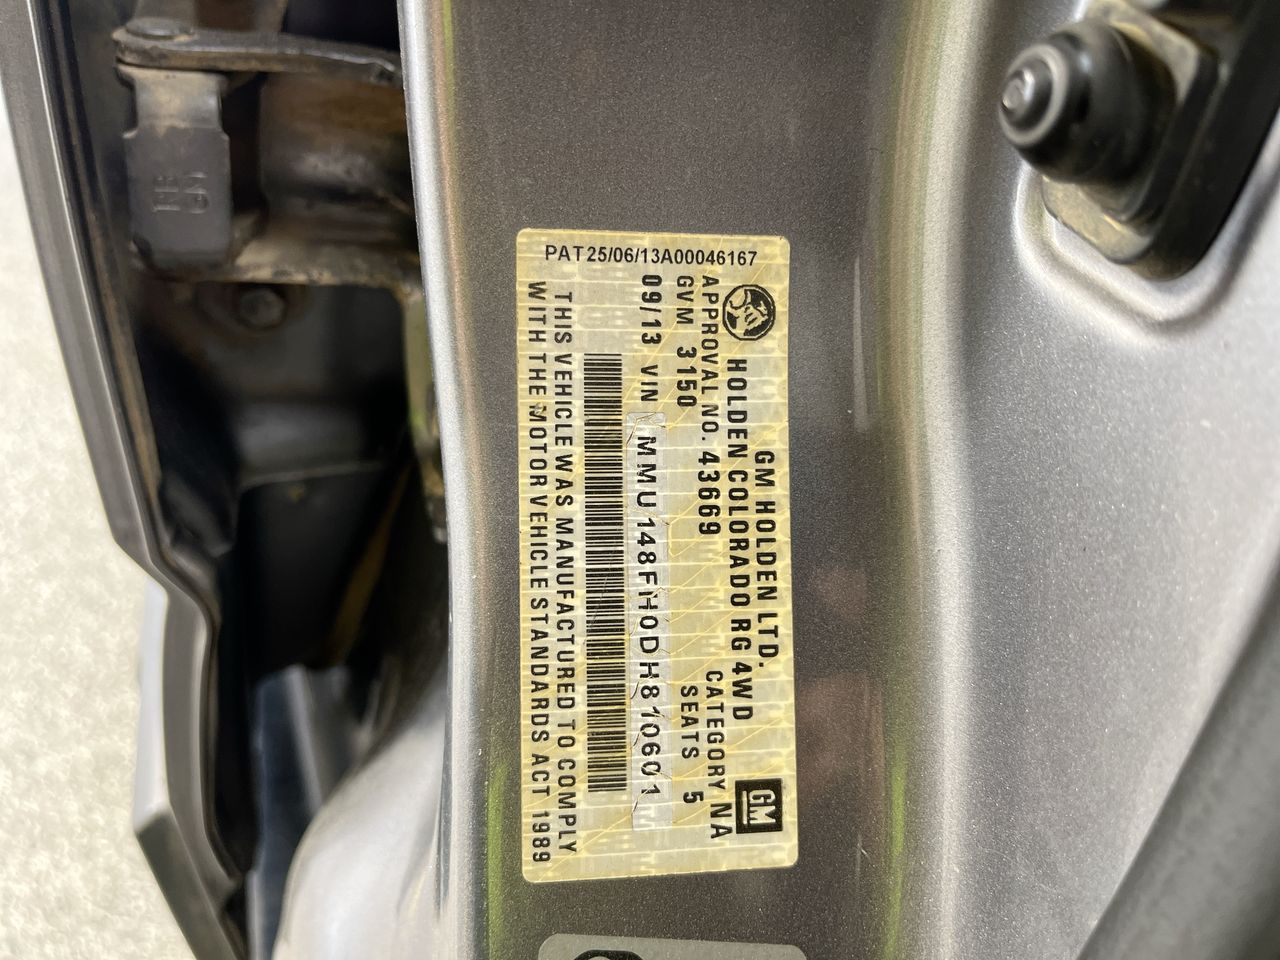 PAT25/06/13A00046167
GM HOLDEN LTD.
HOLDEN COLORADO RG 4WD
APPROVAL NO. 43669 CATEGORY NA
GVM 3150 SEATS 5
09/13 VIN MMU148FH0DH810601
THIS VEHICLE WAS MANUFACTURED TO COMPLY
WITH THE MOTOR VEHICLE STANDARDS ACT 1989
GM